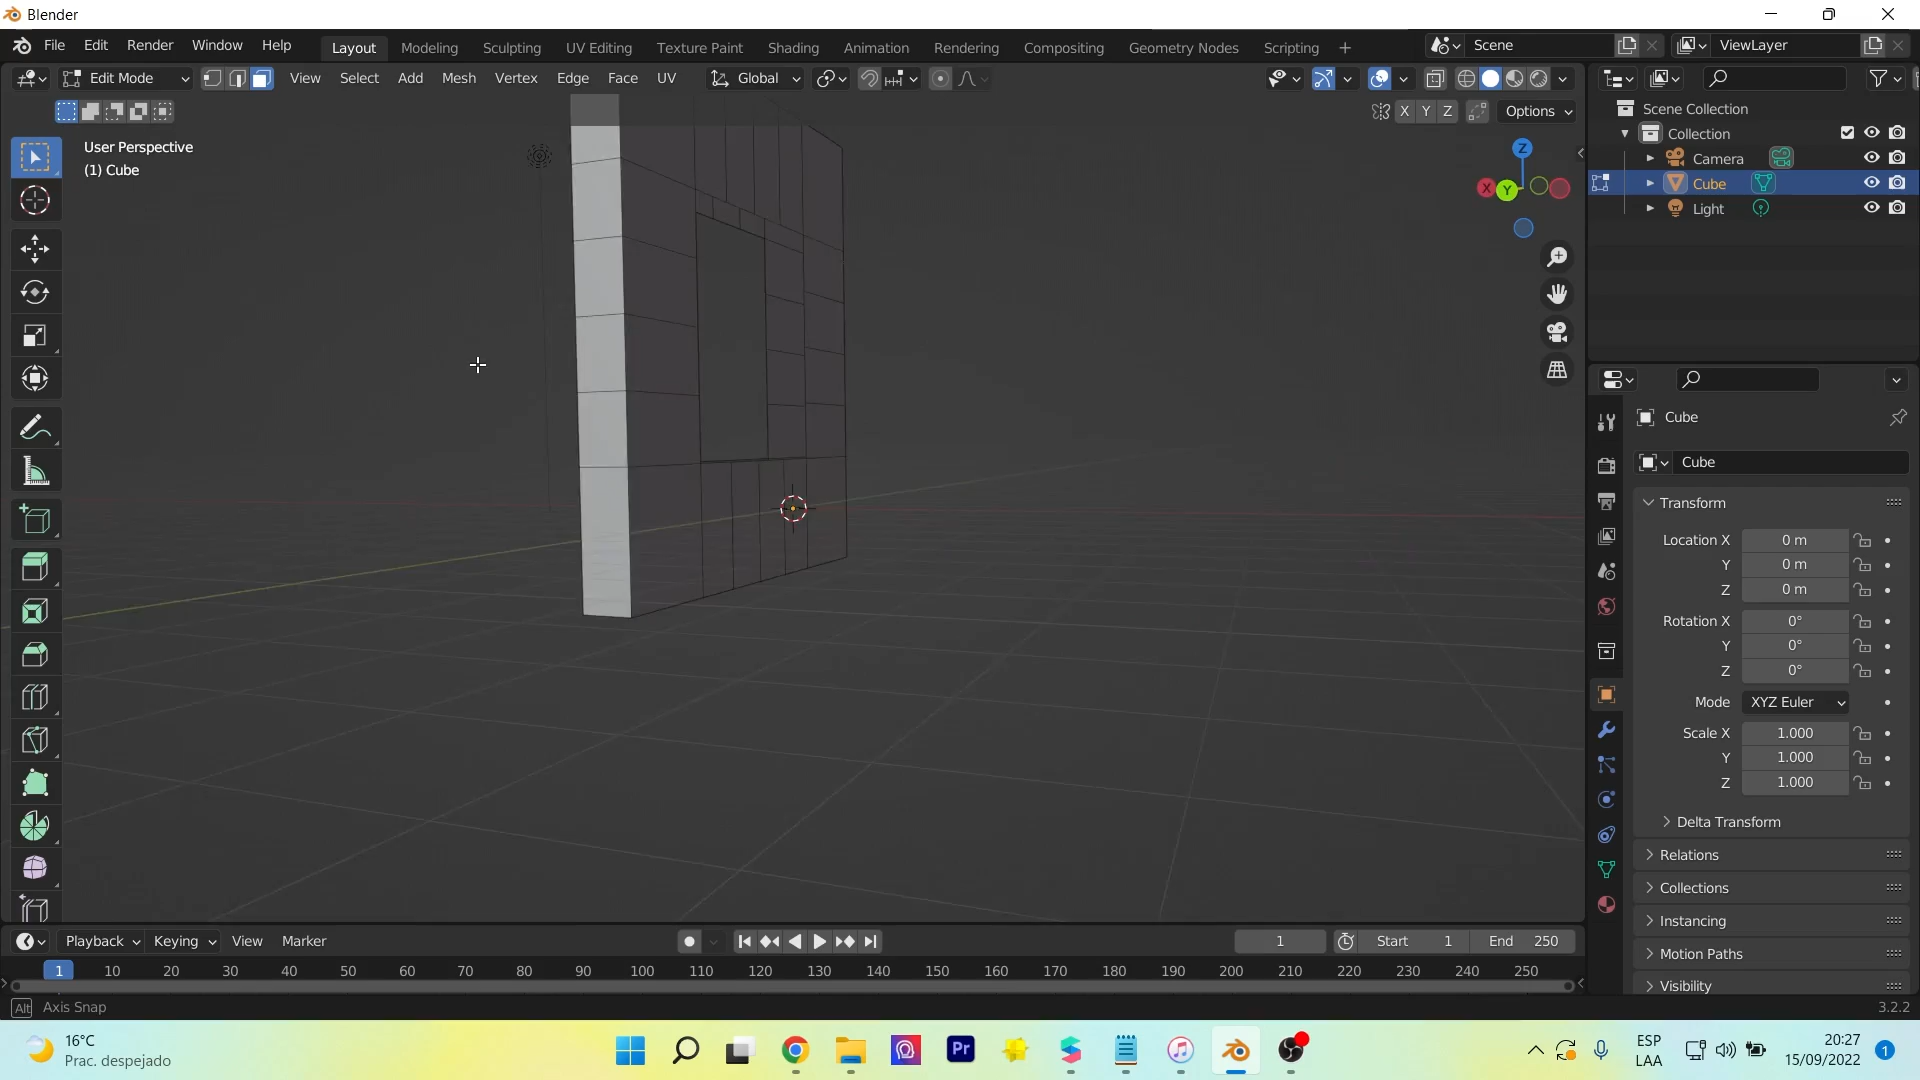 Blender
File Edit Render Window Help Layout Modeling Sculpting UV Editing Texture Paint Shading Animation Rendering Compositing Geometry Nodes Scripting + Scene ViewLayer
Edit Mode View Select Add Mesh Vertex Edge Face UV Global
X Y Z Options
User Perspective
(1) Cube
Z
X Y
Scene Collection
Collection
Camera
Cube
Light
Cube
Cube
Transform
Location X 0 m
Y 0 m
Z 0 m
Rotation X 0°
Y 0°
Z 0°
Mode XYZ Euler
Scale X 1.000
Y 1.000
Z 1.000
Delta Transform
Relations
Collections
Instancing
Motion Paths
Visibility
Playback Keying View Marker 1 Start 1 End 250
1 10 20 30 40 50 60 70 80 90 100 110 120 130 140 150 160 170 180 190 200 210 220 230 240 250
Alt Axis Snap 3.2.2
16°C
Prac. despejado
Pr
ESP
LAA
20:27
15/09/2022
1